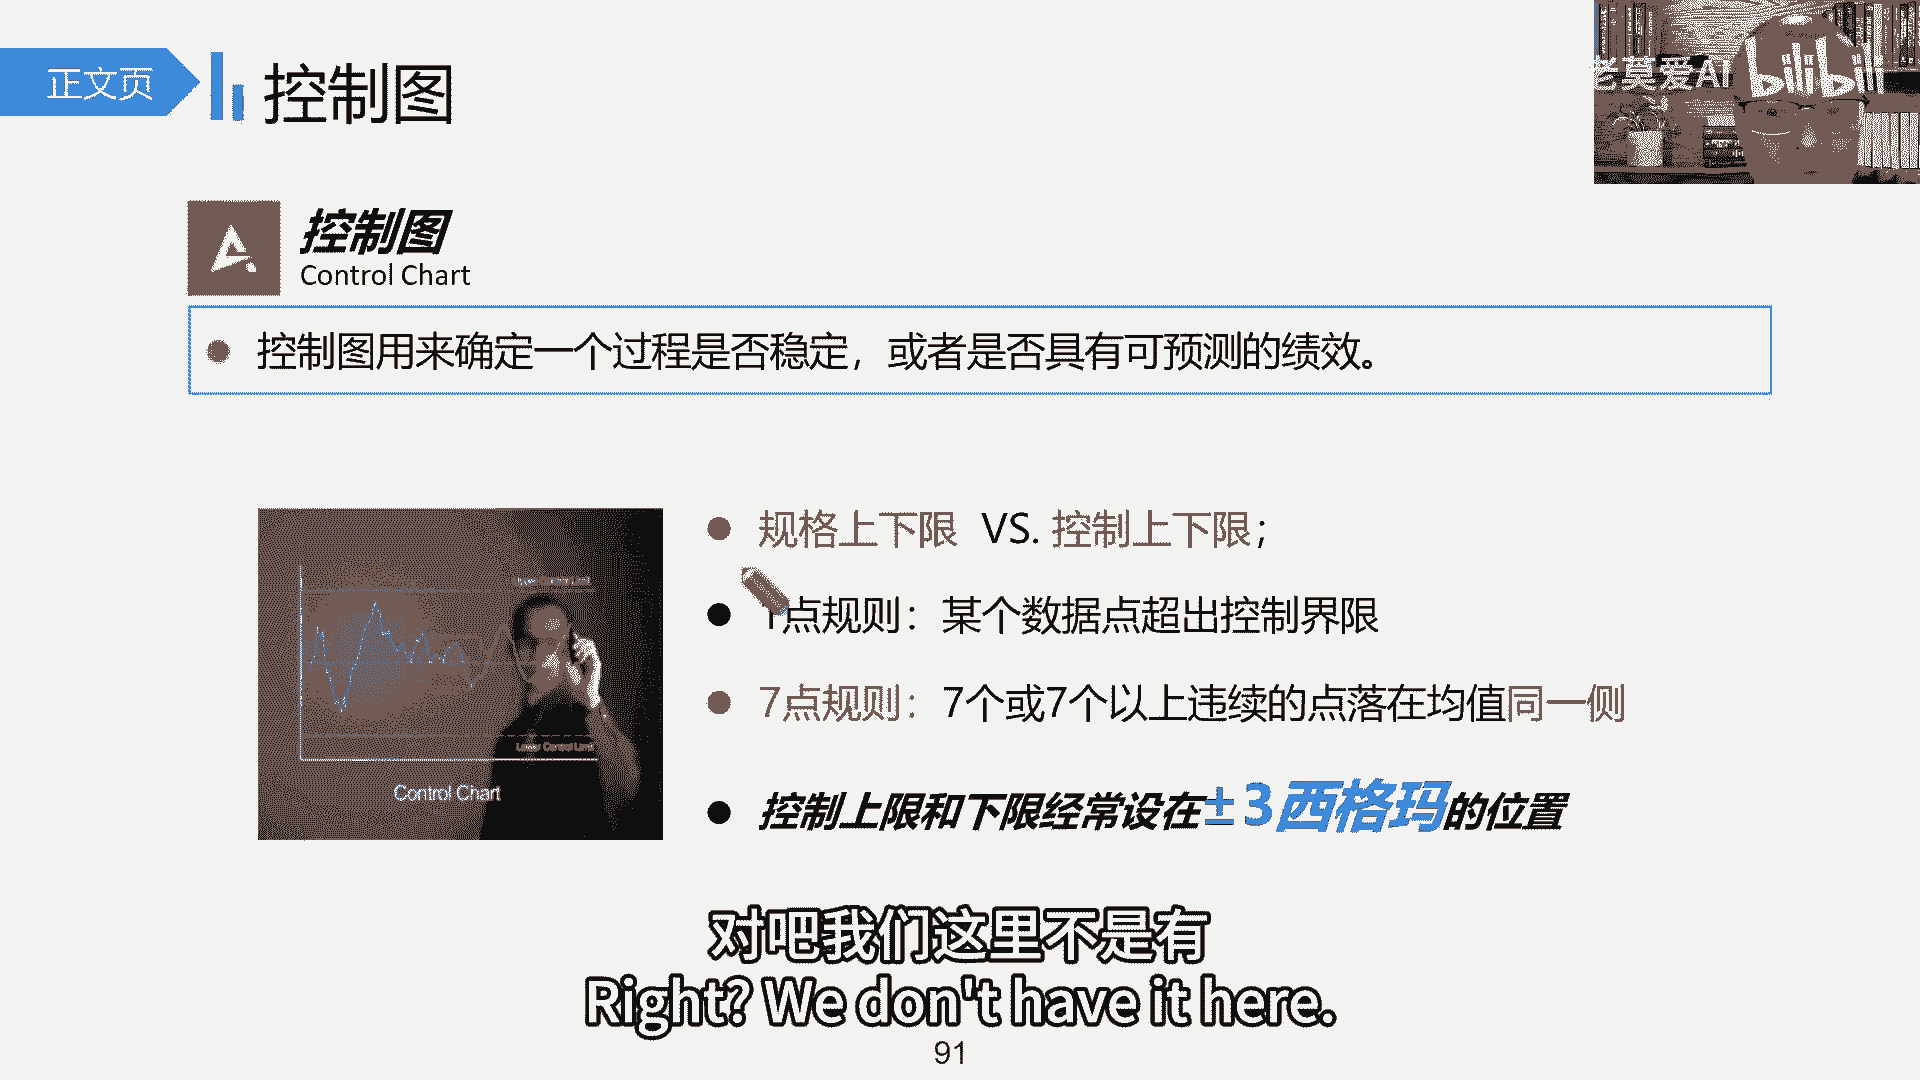 正文页
控制图
老莫爱AI
bilibili
控制图
Control Chart
控制图用来确定一个过程是否稳定，或者是否具有可预测的绩效。
规格上下限 VS. 控制上下限；
1点规则：某个数据点超出控制界限
7点规则：7个或7个以上违续的点落在均值同一侧
控制上限和下限经常设在±3西格玛的位置
Lower Control Limit
Control Chart
对吧我们这里不是有
Right? We don't have it here.
91